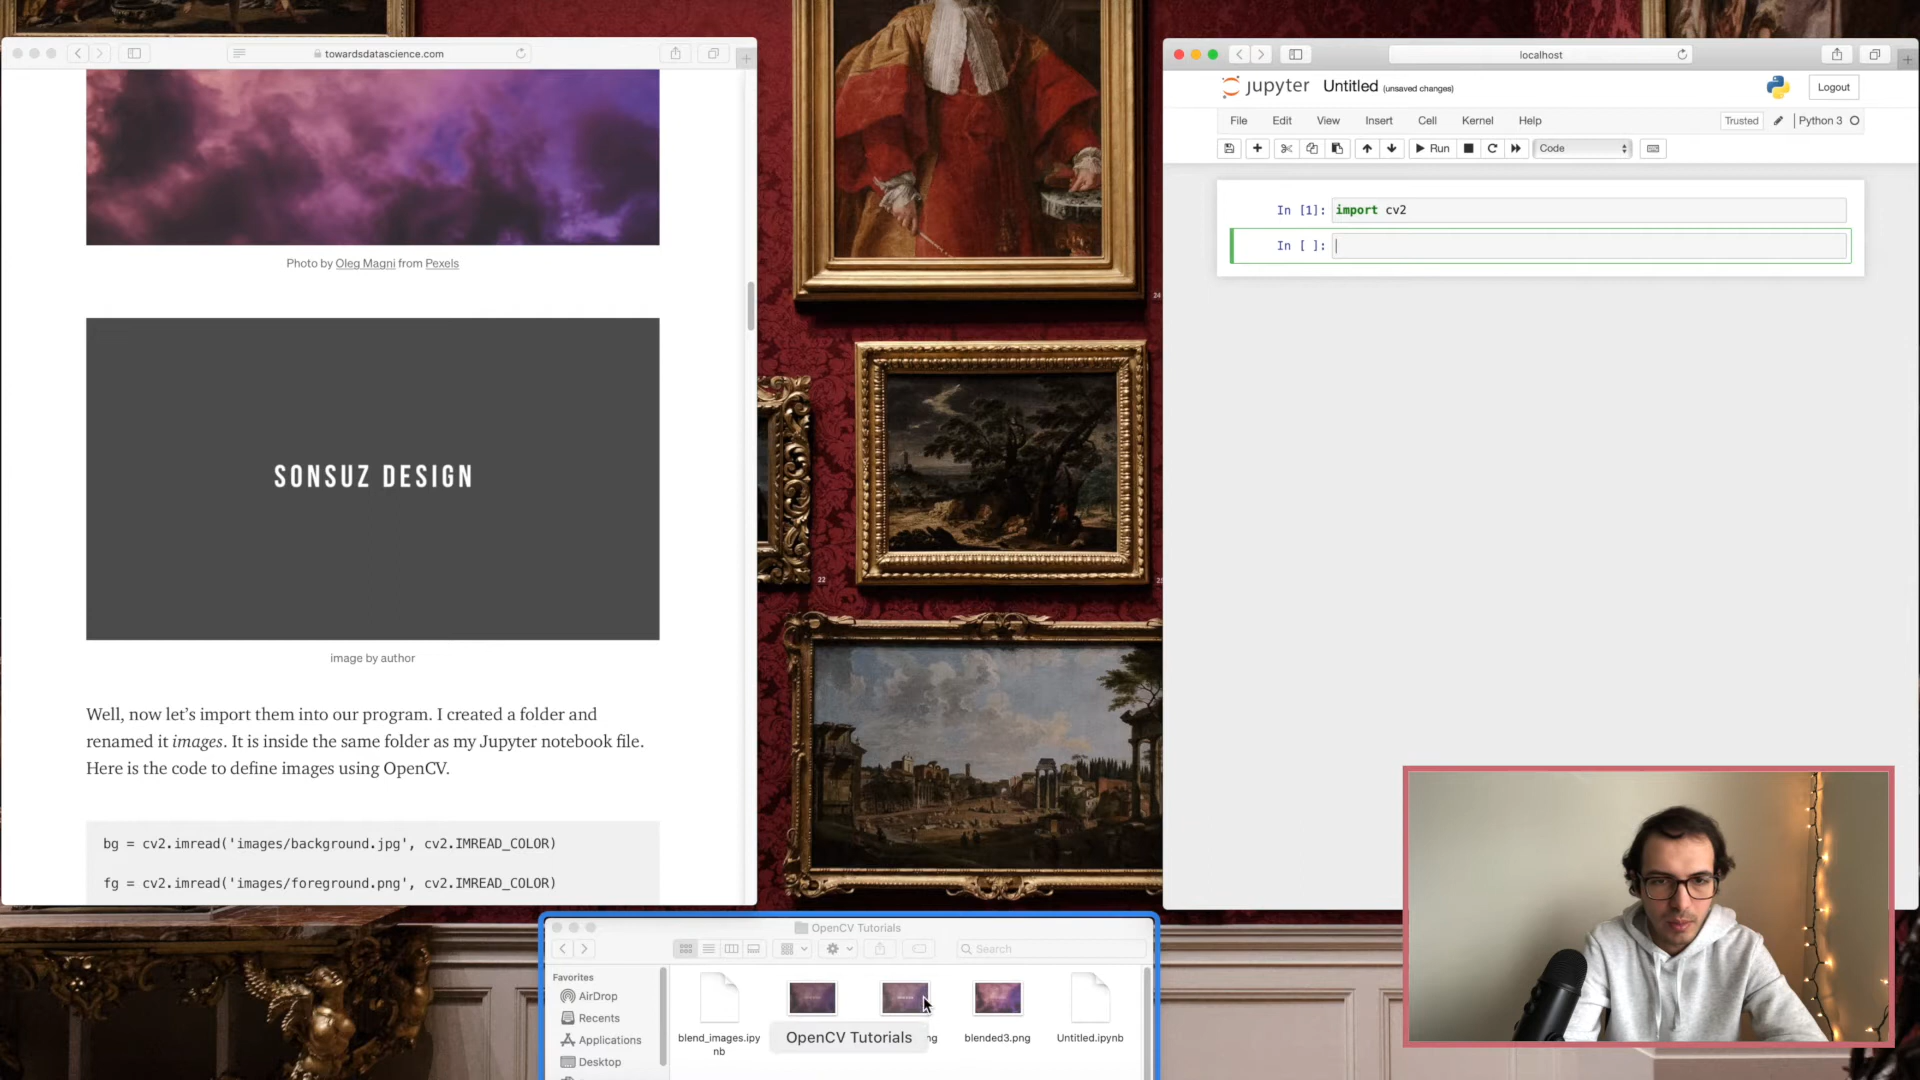 towardsdatascience.com
Photo by Oleg Magni from Pexels
SONSUZ DESIGN
image by author
Well, now let's import them into our program. I created a folder and
renamed it images. It is inside the same folder as my Jupyter notebook file.
Here is the code to define images using OpenCV.
bg = cv2.imread('images/background.jpg', cv2.IMREAD_COLOR)
fg = cv2.imread('images/foreground.png', cv2.IMREAD_COLOR)
24
22
localhost
jupyter Untitled (unsaved changes)
Logout
File Edit View Insert Cell Kernel Help
Trusted Python 3
Run Code
In [1]: import cv2
In [ ]:
OpenCV Tutorials
Search
Favorites
AirDrop
Recents
Applications
Desktop
blend_images.ipy
nb
OpenCV Tutorials
ng
blended3.png
Untitled.ipynb